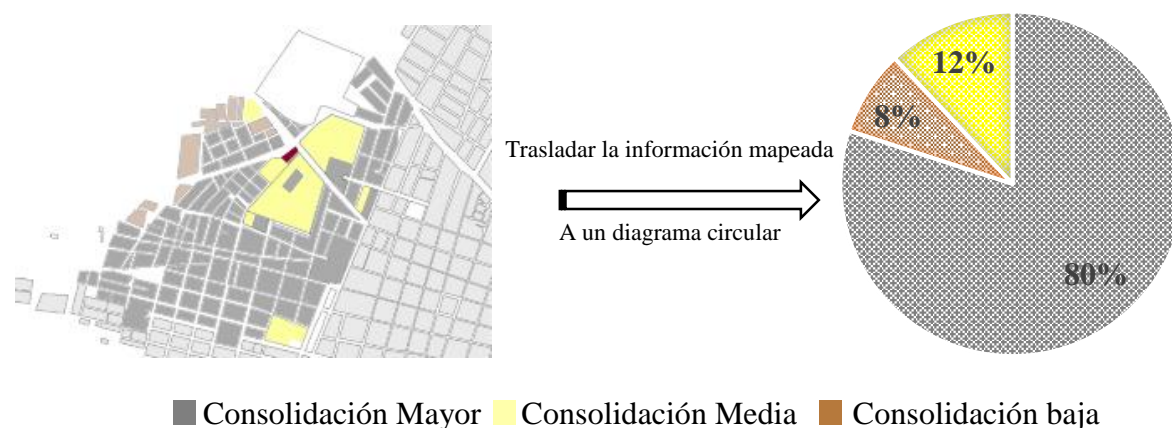 12%
8%
Trasladar la información mapeada
A un diagrama circular
80%
Consolidación Mayor Consolidación Media Consolidación baja